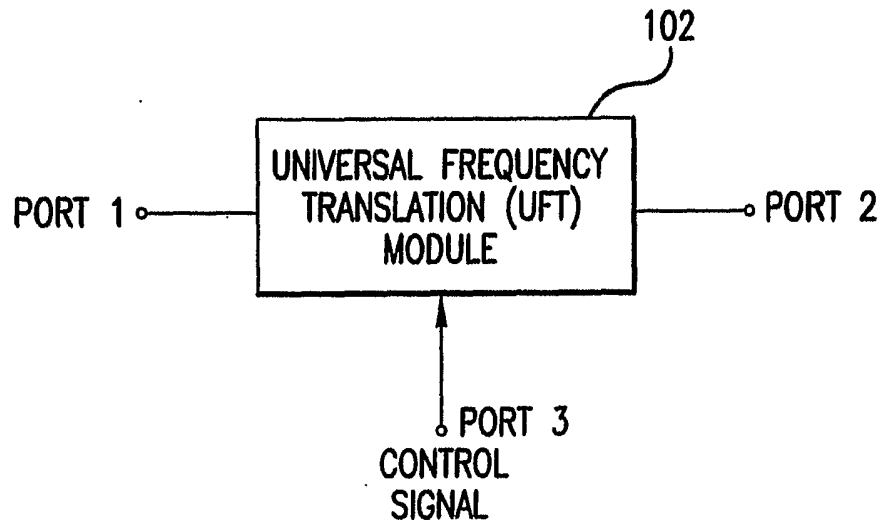 102
UNIVERSAL FREQUENCY
TRANSLATION (UFT)
MODULE
PORT 1
PORT 2
PORT 3
CONTROL
SIGNAL